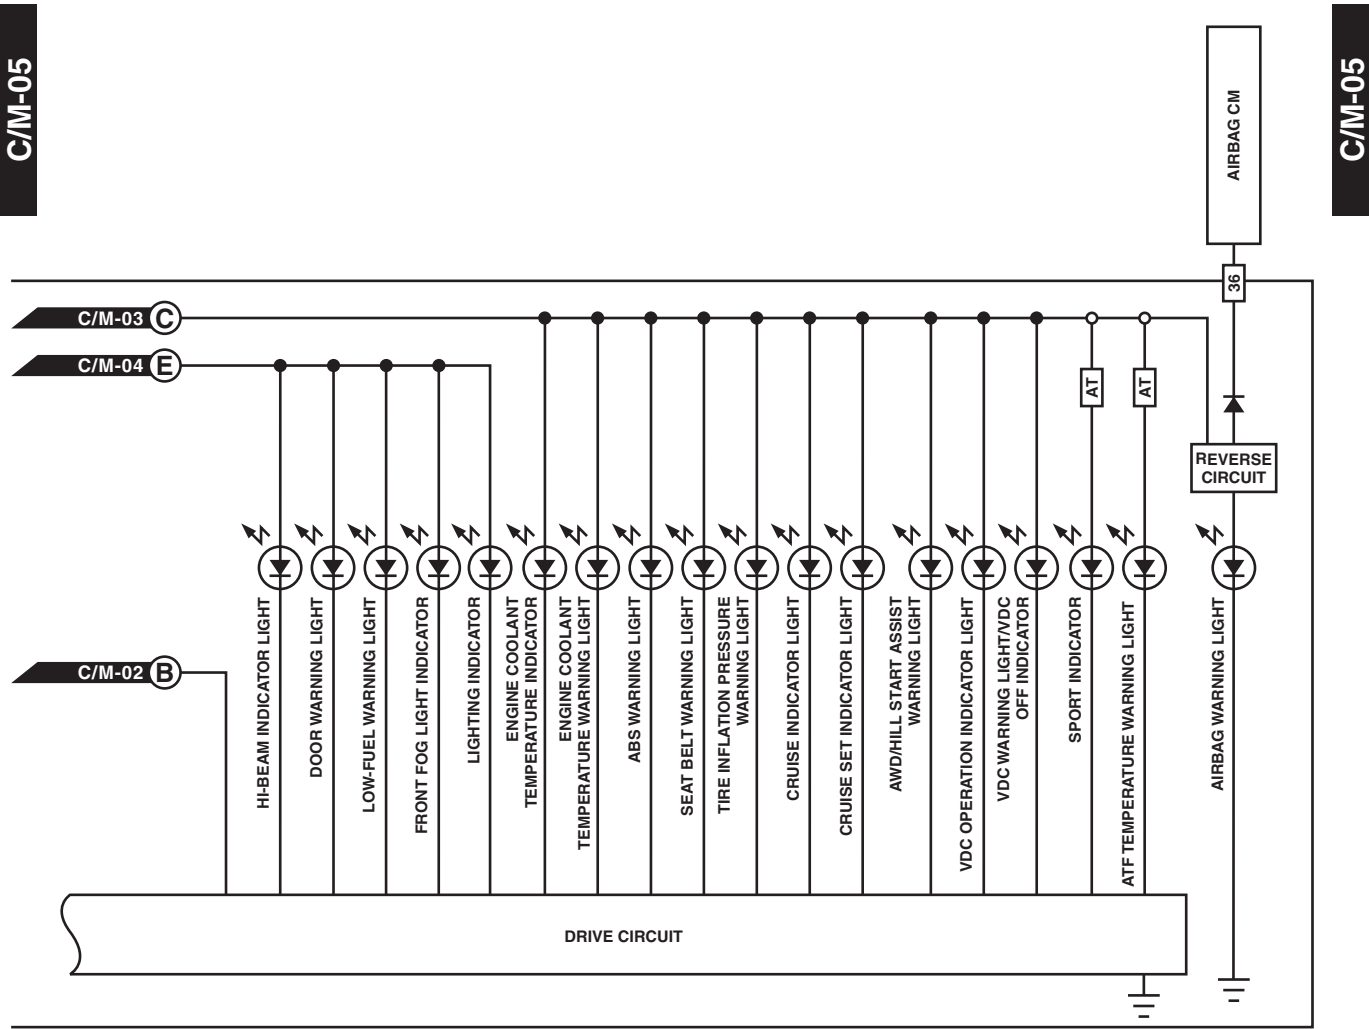 C/M-05
C/M-05
AIRBAG CM
36
C/M-03 C
C/M-04 E
AT
AT
REVERSE
CIRCUIT
HI-BEAM INDICATOR LIGHT
DOOR WARNING LIGHT
LOW-FUEL WARNING LIGHT
FRONT FOG LIGHT INDICATOR
LIGHTING INDICATOR
ENGINE COOLANT
TEMPERATURE INDICATOR
ENGINE COOLANT
TEMPERATURE WARNING LIGHT
ABS WARNING LIGHT
SEAT BELT WARNING LIGHT
TIRE INFLATION PRESSURE
WARNING LIGHT
CRUISE INDICATOR LIGHT
CRUISE SET INDICATOR LIGHT
AWD/HILL START ASSIST
WARNING LIGHT
VDC OPERATION INDICATOR LIGHT
VDC WARNING LIGHT/VDC
OFF INDICATOR
SPORT INDICATOR
ATF TEMPERATURE WARNING LIGHT
AIRBAG WARNING LIGHT
C/M-02 B
DRIVE CIRCUIT